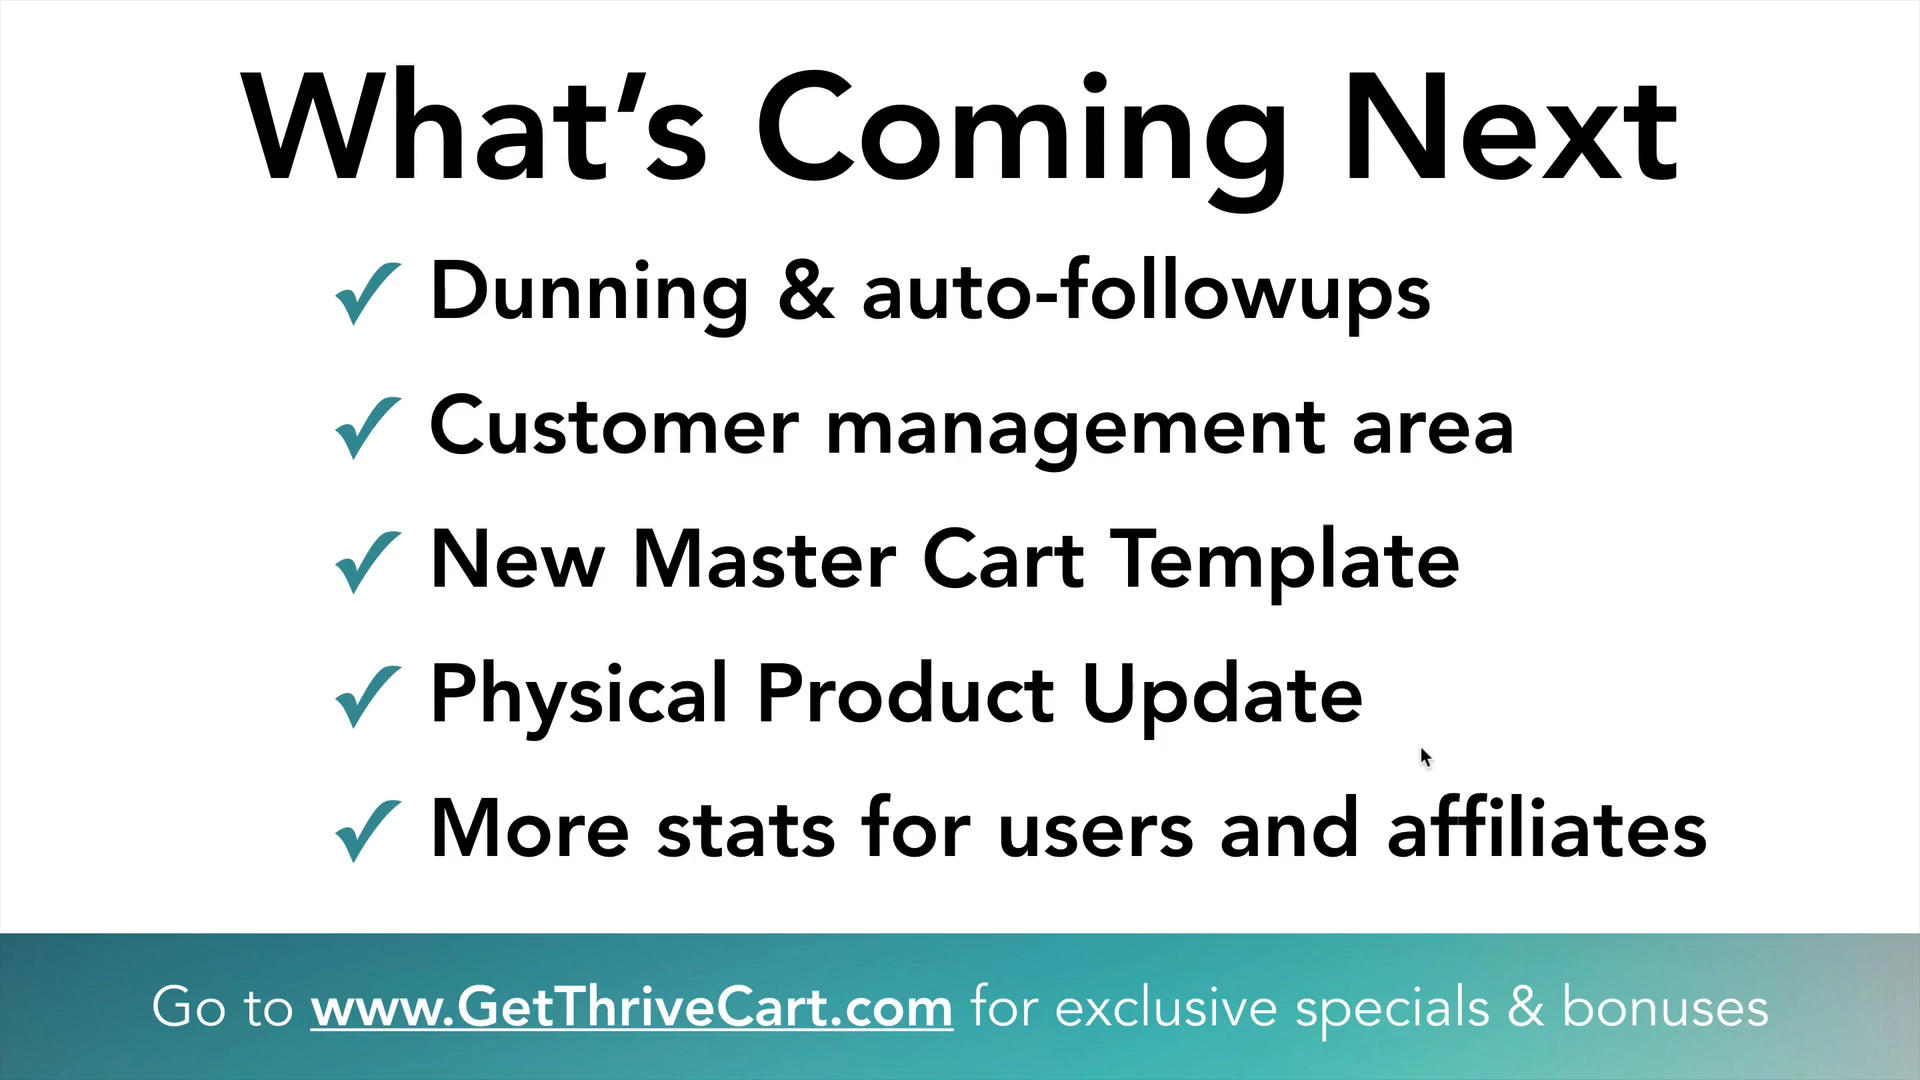 What’s Coming Next
✓ Dunning & auto-followups
✓ Customer management area
✓ New Master Cart Template
✓ Physical Product Update
✓ More stats for users and affiliates
Go to www.GetThriveCart.com for exclusive specials & bonuses